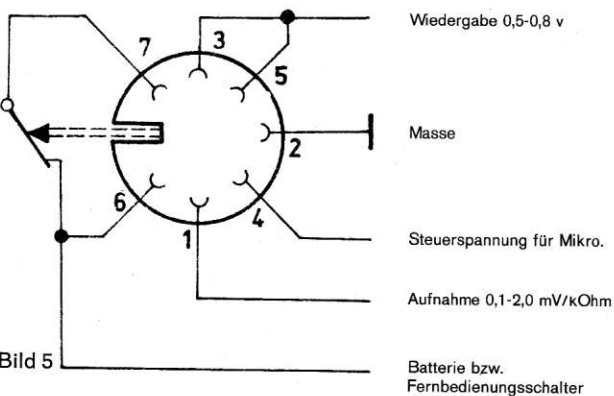 Wiedergabe 0,5-0,8 v
7
3
5
2
Masse
6
1
4
Steuerspannung für Mikro.
Aufnahme 0,1-2,0 mV/kOhm
Bild 5
Batterie bzw.
Fernbedienungsschalter